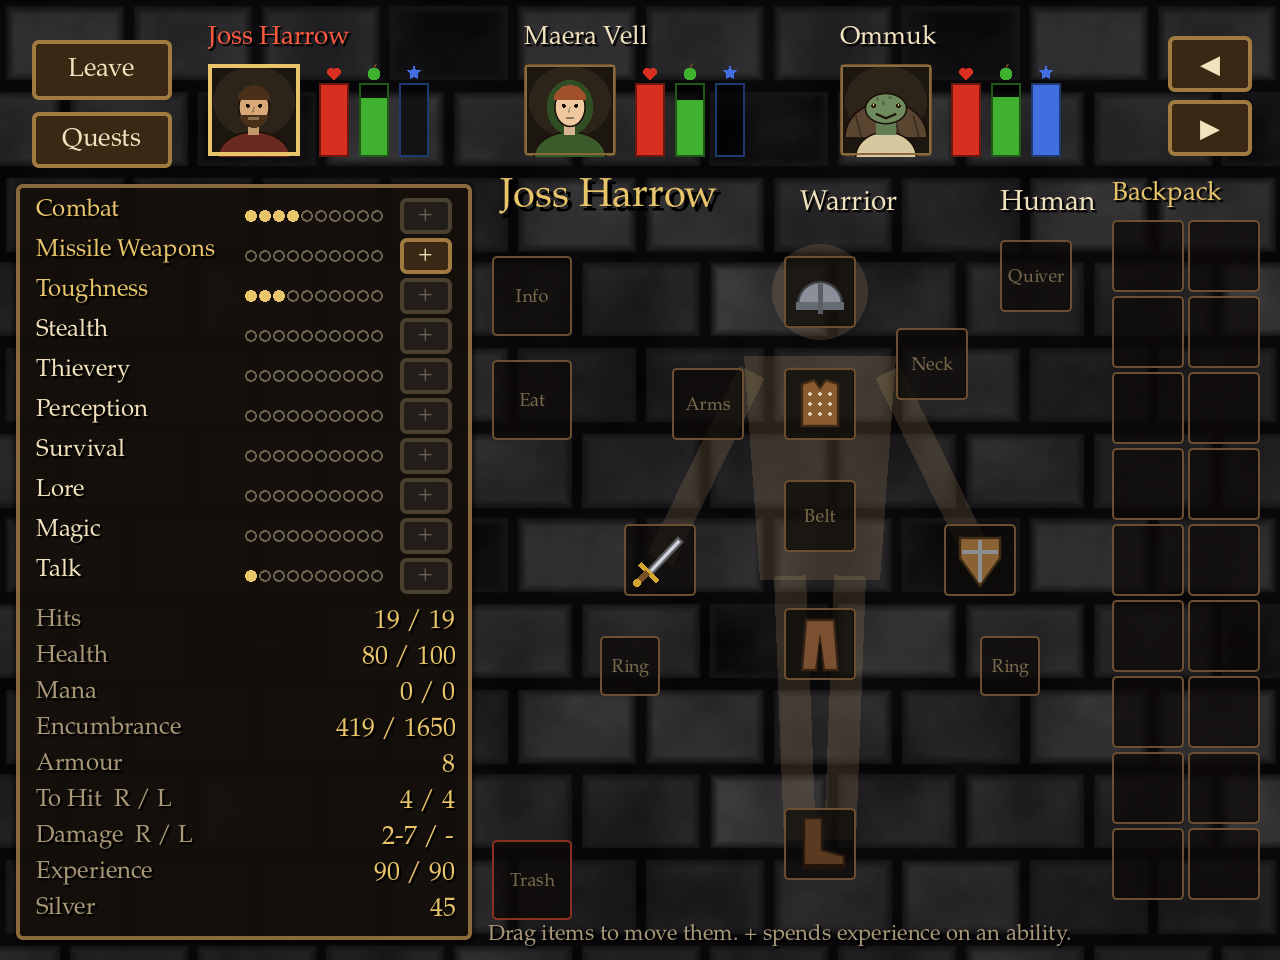 Leave
Quests
Joss Harrow
Maera Vell
Ommuk
◀
▶
Joss Harrow
Warrior
Human
Backpack
Combat +
Missile Weapons +
Toughness +
Stealth +
Thievery +
Perception +
Survival +
Lore +
Magic +
Talk +
Hits 19 / 19
Health 80 / 100
Mana 0 / 0
Encumbrance 419 / 1650
Armour 8
To Hit R / L 4 / 4
Damage R / L 2-7 / -
Experience 90 / 90
Silver 45
Info
Quiver
Eat
Arms
Neck
Belt
Ring
Ring
Trash
Drag items to move them. + spends experience on an ability.